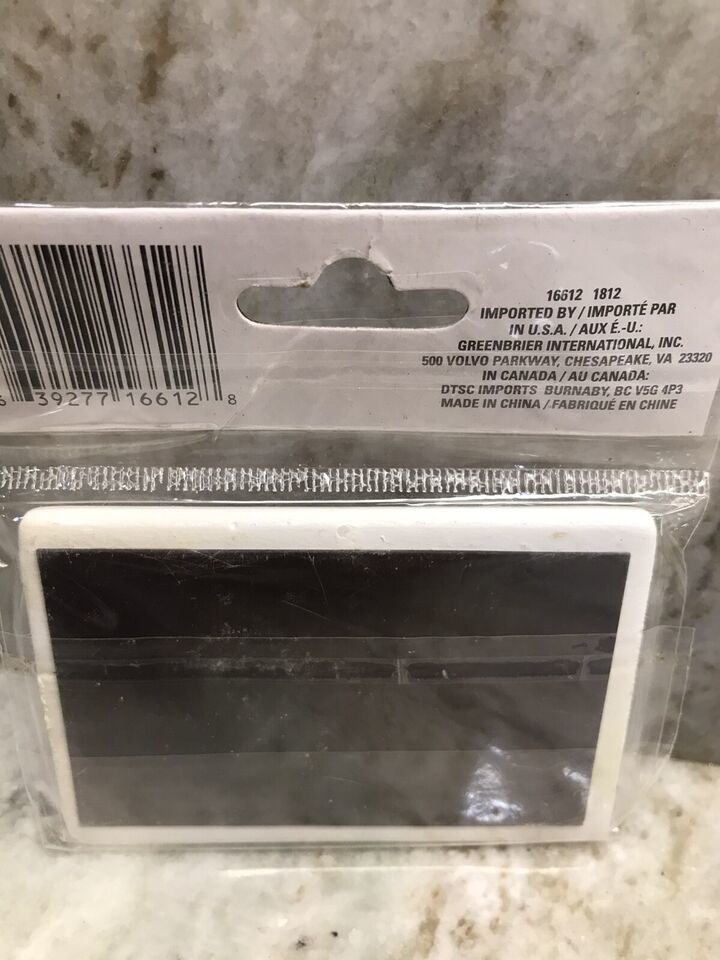 16612 1812
IMPORTED BY / IMPORTÉ PAR
IN U.S.A. / AUX É.-U.:
GREENBRIER INTERNATIONAL, INC.
500 VOLVO PARKWAY, CHESAPEAKE, VA 23320
IN CANADA / AU CANADA:
DTSC IMPORTS BURNABY, BC V5G 4P3
MADE IN CHINA / FABRIQUÉ EN CHINE
6 39277 16612 8